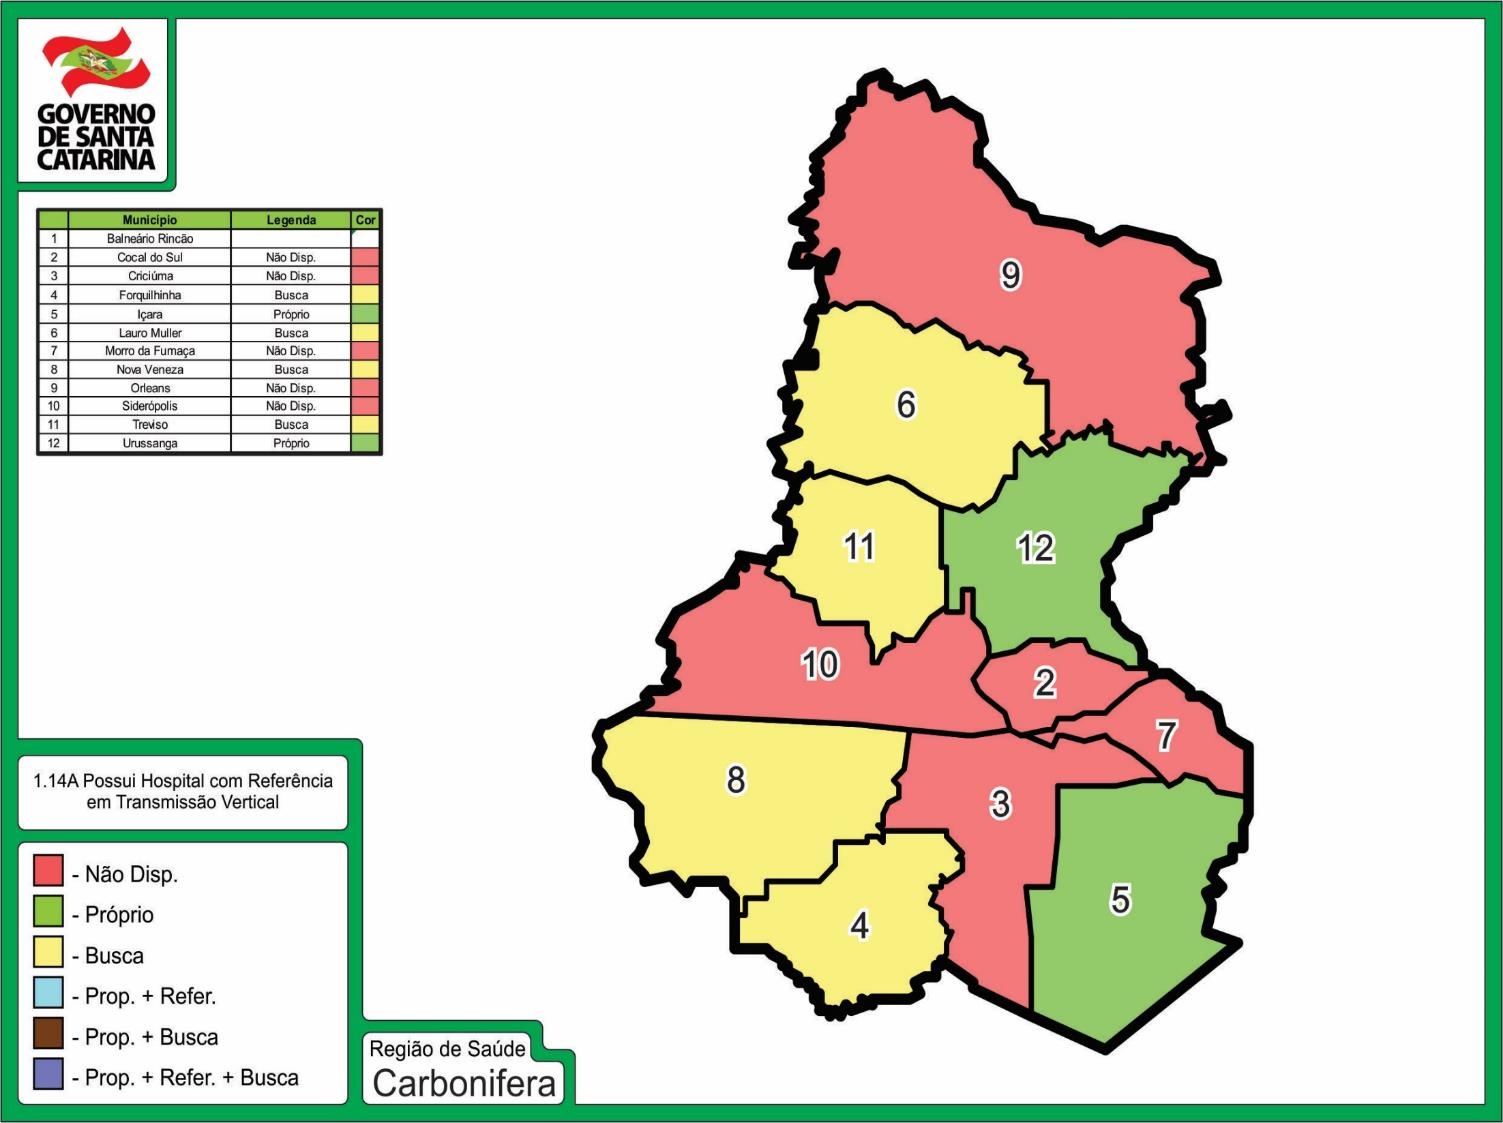 GOVERNO
DE SANTA
CATARINA
Município Legenda Cor
1 Balneário Rincão
2 Cocal do Sul Não Disp.
3 Criciúma Não Disp.
4 Forquilhinha Busca
5 Içara Próprio
6 Lauro Muller Busca
7 Morro da Fumaça Não Disp.
8 Nova Veneza Busca
9 Orleans Não Disp.
10 Siderópolis Não Disp.
11 Treviso Busca
12 Urussanga Próprio
9
6
11
12
10
2
7
8
3
5
4
1.14A Possui Hospital com Referência
em Transmissão Vertical
- Não Disp.
- Próprio
- Busca
- Prop. + Refer.
- Prop. + Busca
- Prop. + Refer. + Busca
Região de Saúde
Carbonifera